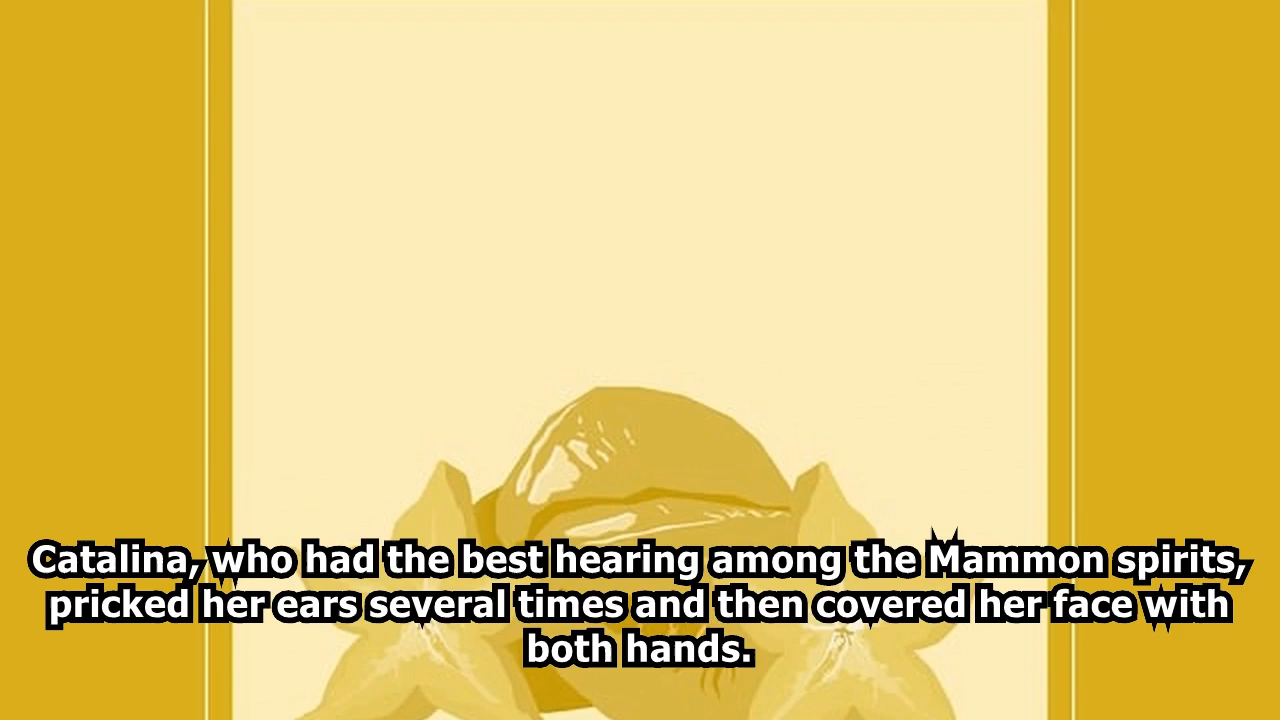 Catalina, who had the best hearing among the Mammon spirits,
pricked her ears several times and then covered her face with
both hands.